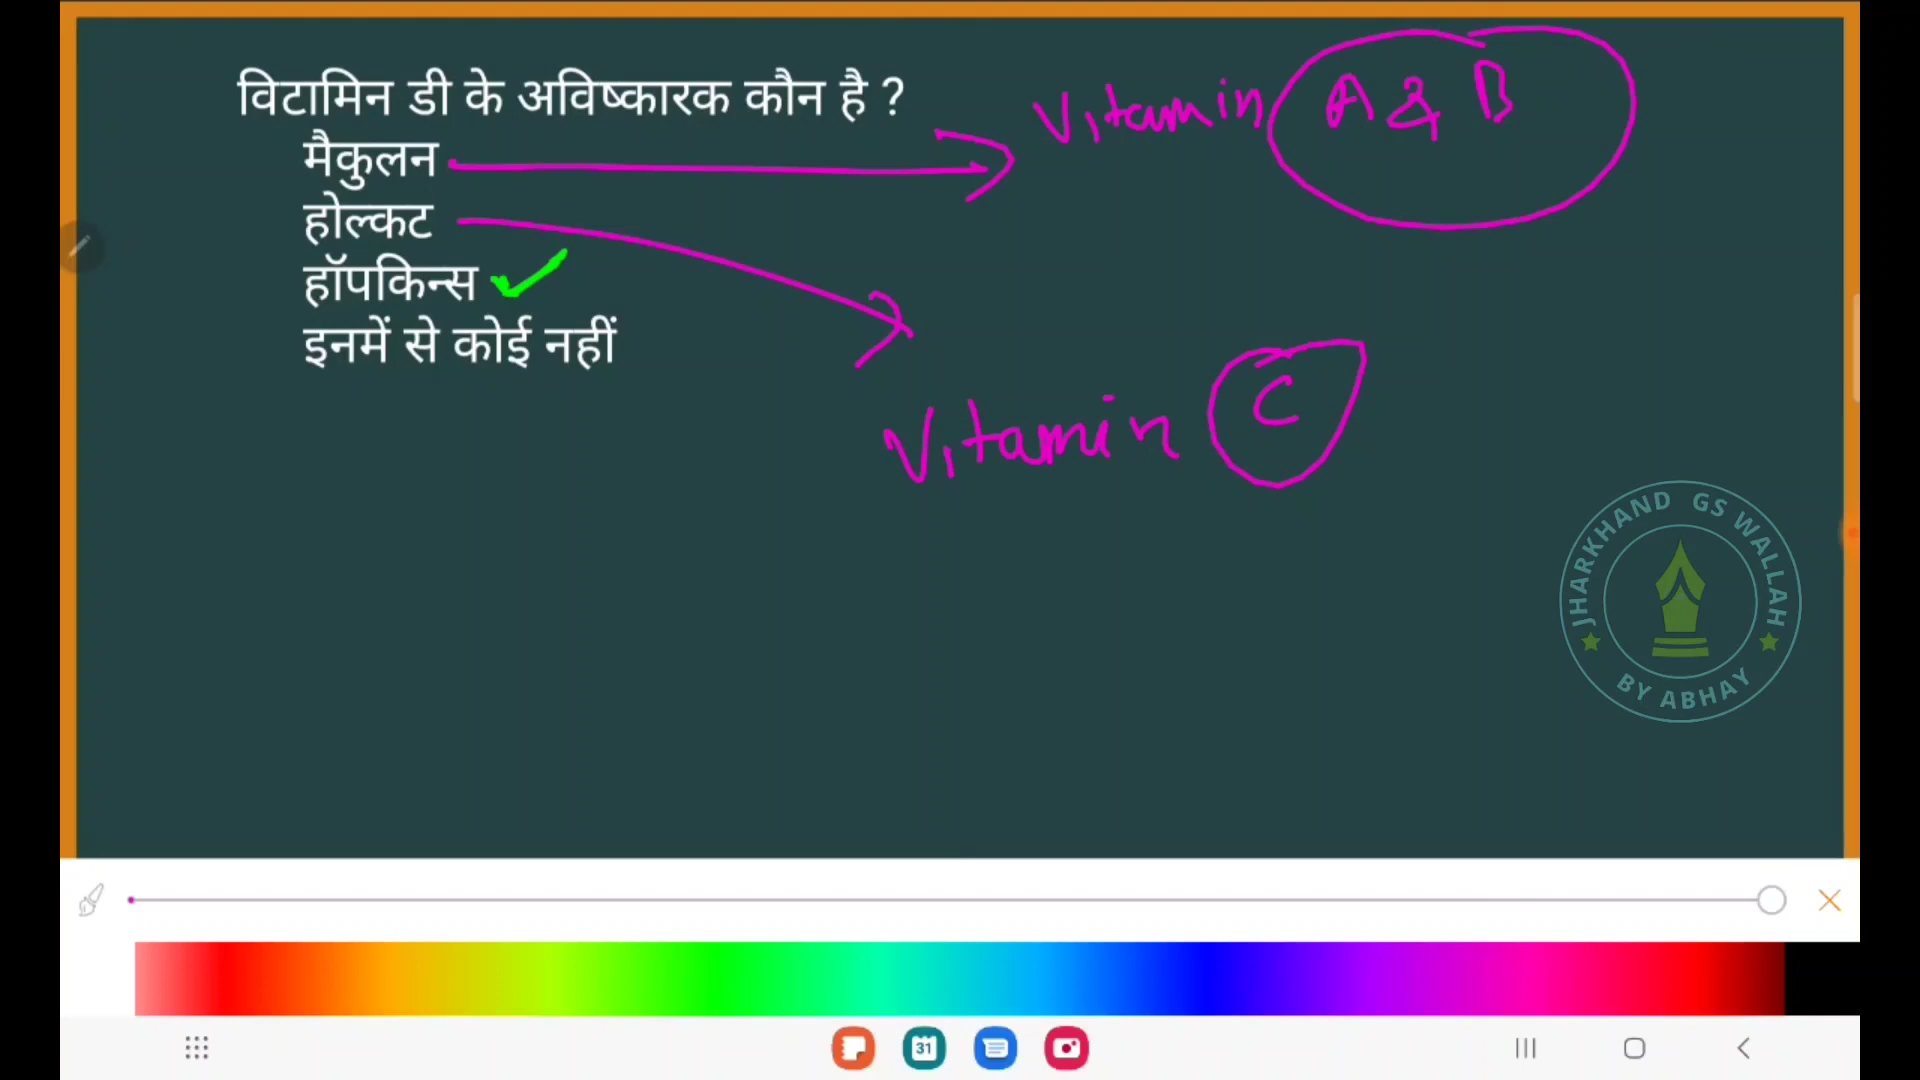 विटामिन डी के अविष्कारक कौन है ?
मैकुलन
होल्कट
हॉपकिन्स
इनमें से कोई नहीं
Vitamin A & B
Vitamin C
JHARKHAND GS WALLAH
BY ABHAY
31